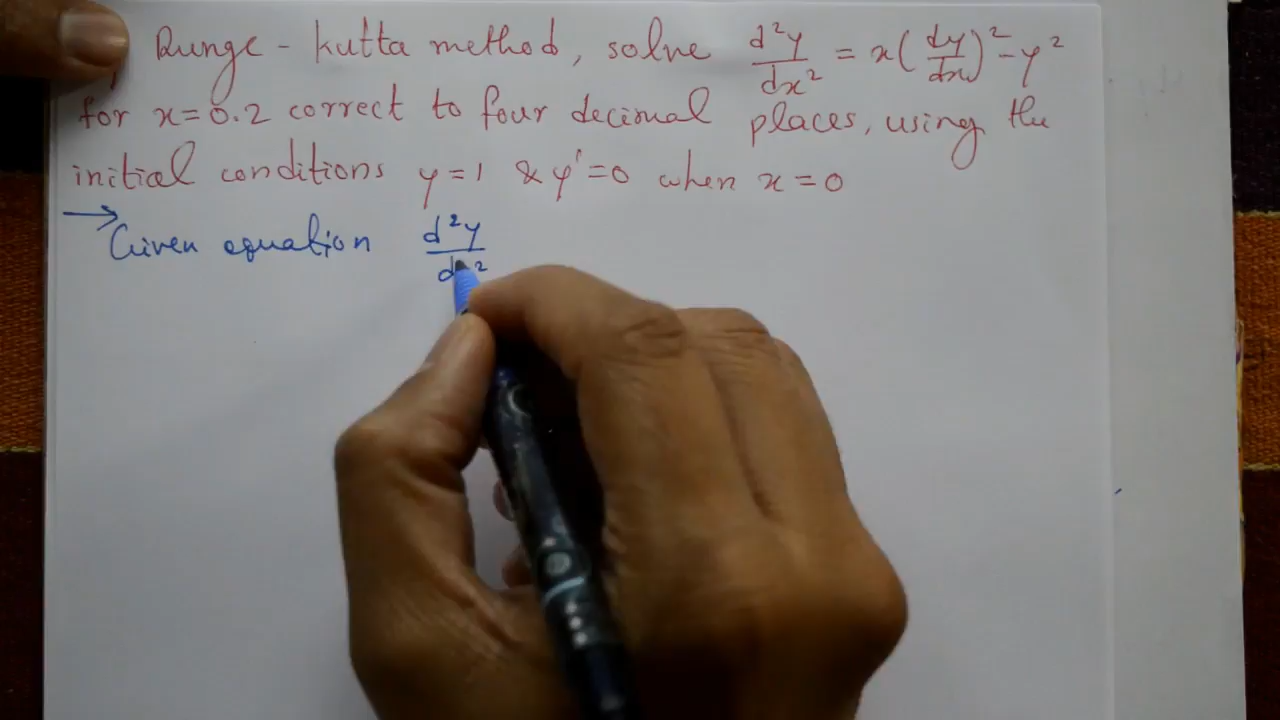 Runge - Kutta method, solve d²y/dx² = x(dy/dx)² - y²
for x = 0.2 correct to four decimal places, using the
initial conditions y = 1 & y' = 0 when x = 0
→ Given equation d²y/d ²